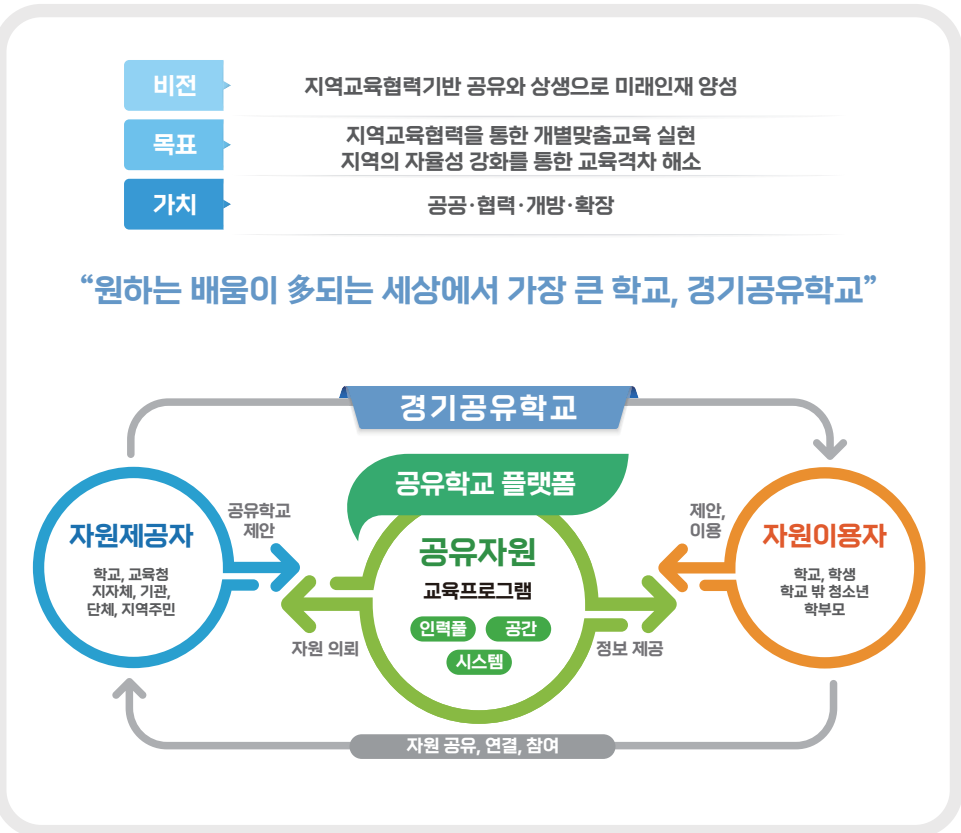 비전
지역교육협력기반 공유와 상생으로 미래인재 양성
목표
지역교육협력을 통한 개별맞춤교육 실현
지역의 자율성 강화를 통한 교육격차 해소
가치
공공·협력·개방·확장
“원하는 배움이 多되는 세상에서 가장 큰 학교, 경기공유학교”
경기공유학교
공유학교 플랫폼
자원제공자
학교, 교육청
지자체, 기관,
단체, 지역주민
공유학교
제안
자원 의뢰
공유자원
교육프로그램
인력풀
공간
시스템
제안,
이용
정보 제공
자원이용자
학교, 학생
학교 밖 청소년
학부모
자원 공유, 연결, 참여